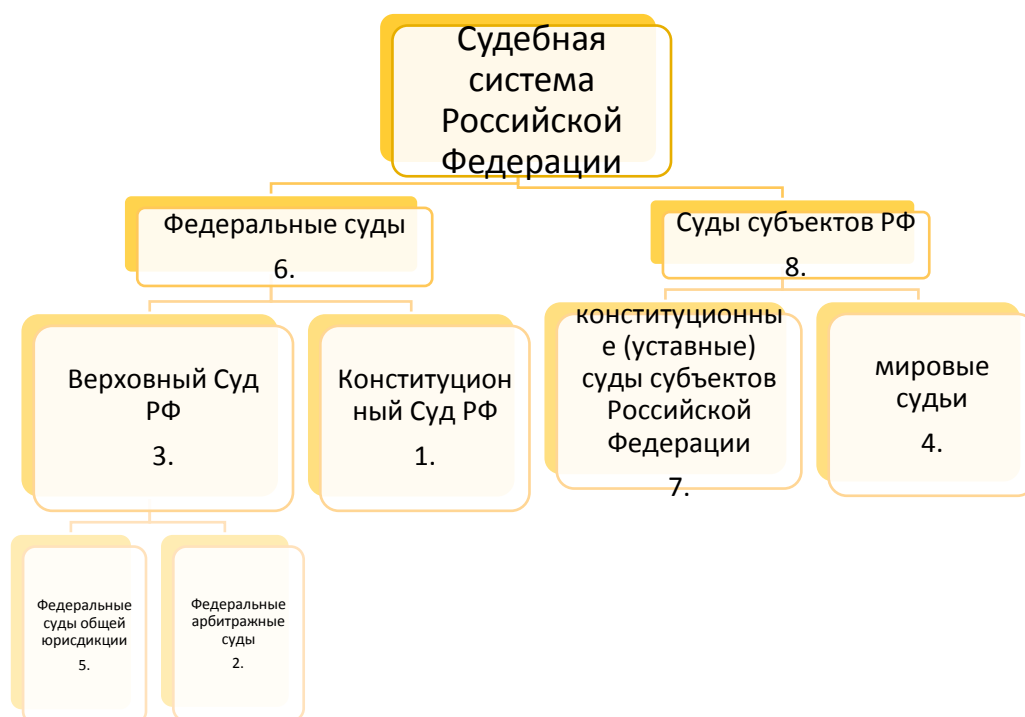 Судебная
система
Российской
Федерации
Федеральные суды
6.
Суды субъектов РФ
8.
Верховный Суд
РФ
3.
Конституцион
ный Суд РФ
1.
конституционны
е (уставные)
суды субъектов
Российской
Федерации
7.
мировые
судьи
4.
Федеральные
суды общей
юрисдикции
5.
Федеральные
арбитражные
суды
2.